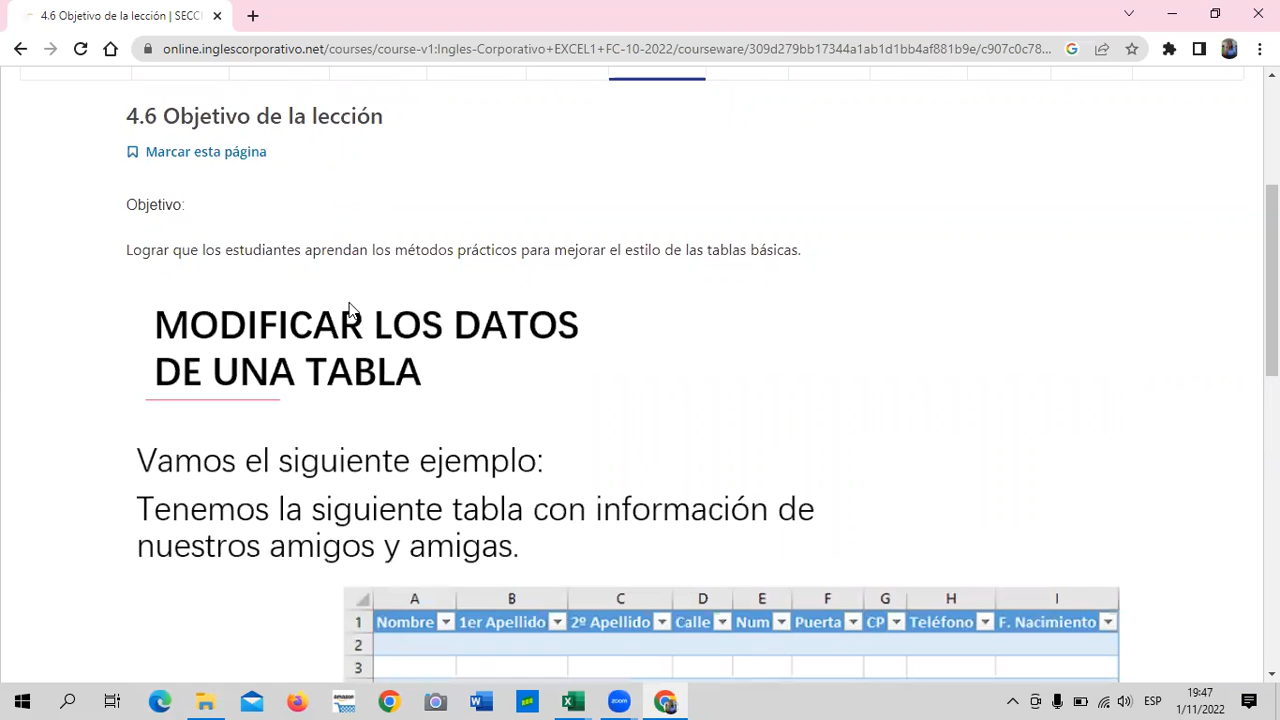 4.6 Objetivo de la lección | SECC
online.inglescorporativo.net/courses/course-v1:Ingles-Corporativo+EXCEL1+FC-10-2022/courseware/309d279bb17344a1ab1d1bb4af881b9e/c907c0c78...
4.6 Objetivo de la lección
Marcar esta página
Objetivo:
Lograr que los estudiantes aprendan los métodos prácticos para mejorar el estilo de las tablas básicas.
MODIFICAR LOS DATOS
DE UNA TABLA
Vamos el siguiente ejemplo:
Tenemos la siguiente tabla con información de
nuestros amigos y amigas.
A B C D E F G H I
1 Nombre 1er Apellido 2º Apellido Calle Num Puerta CP Teléfono F. Nacimiento
2
3
amazon
zoom
ESP
19:47
1/11/2022